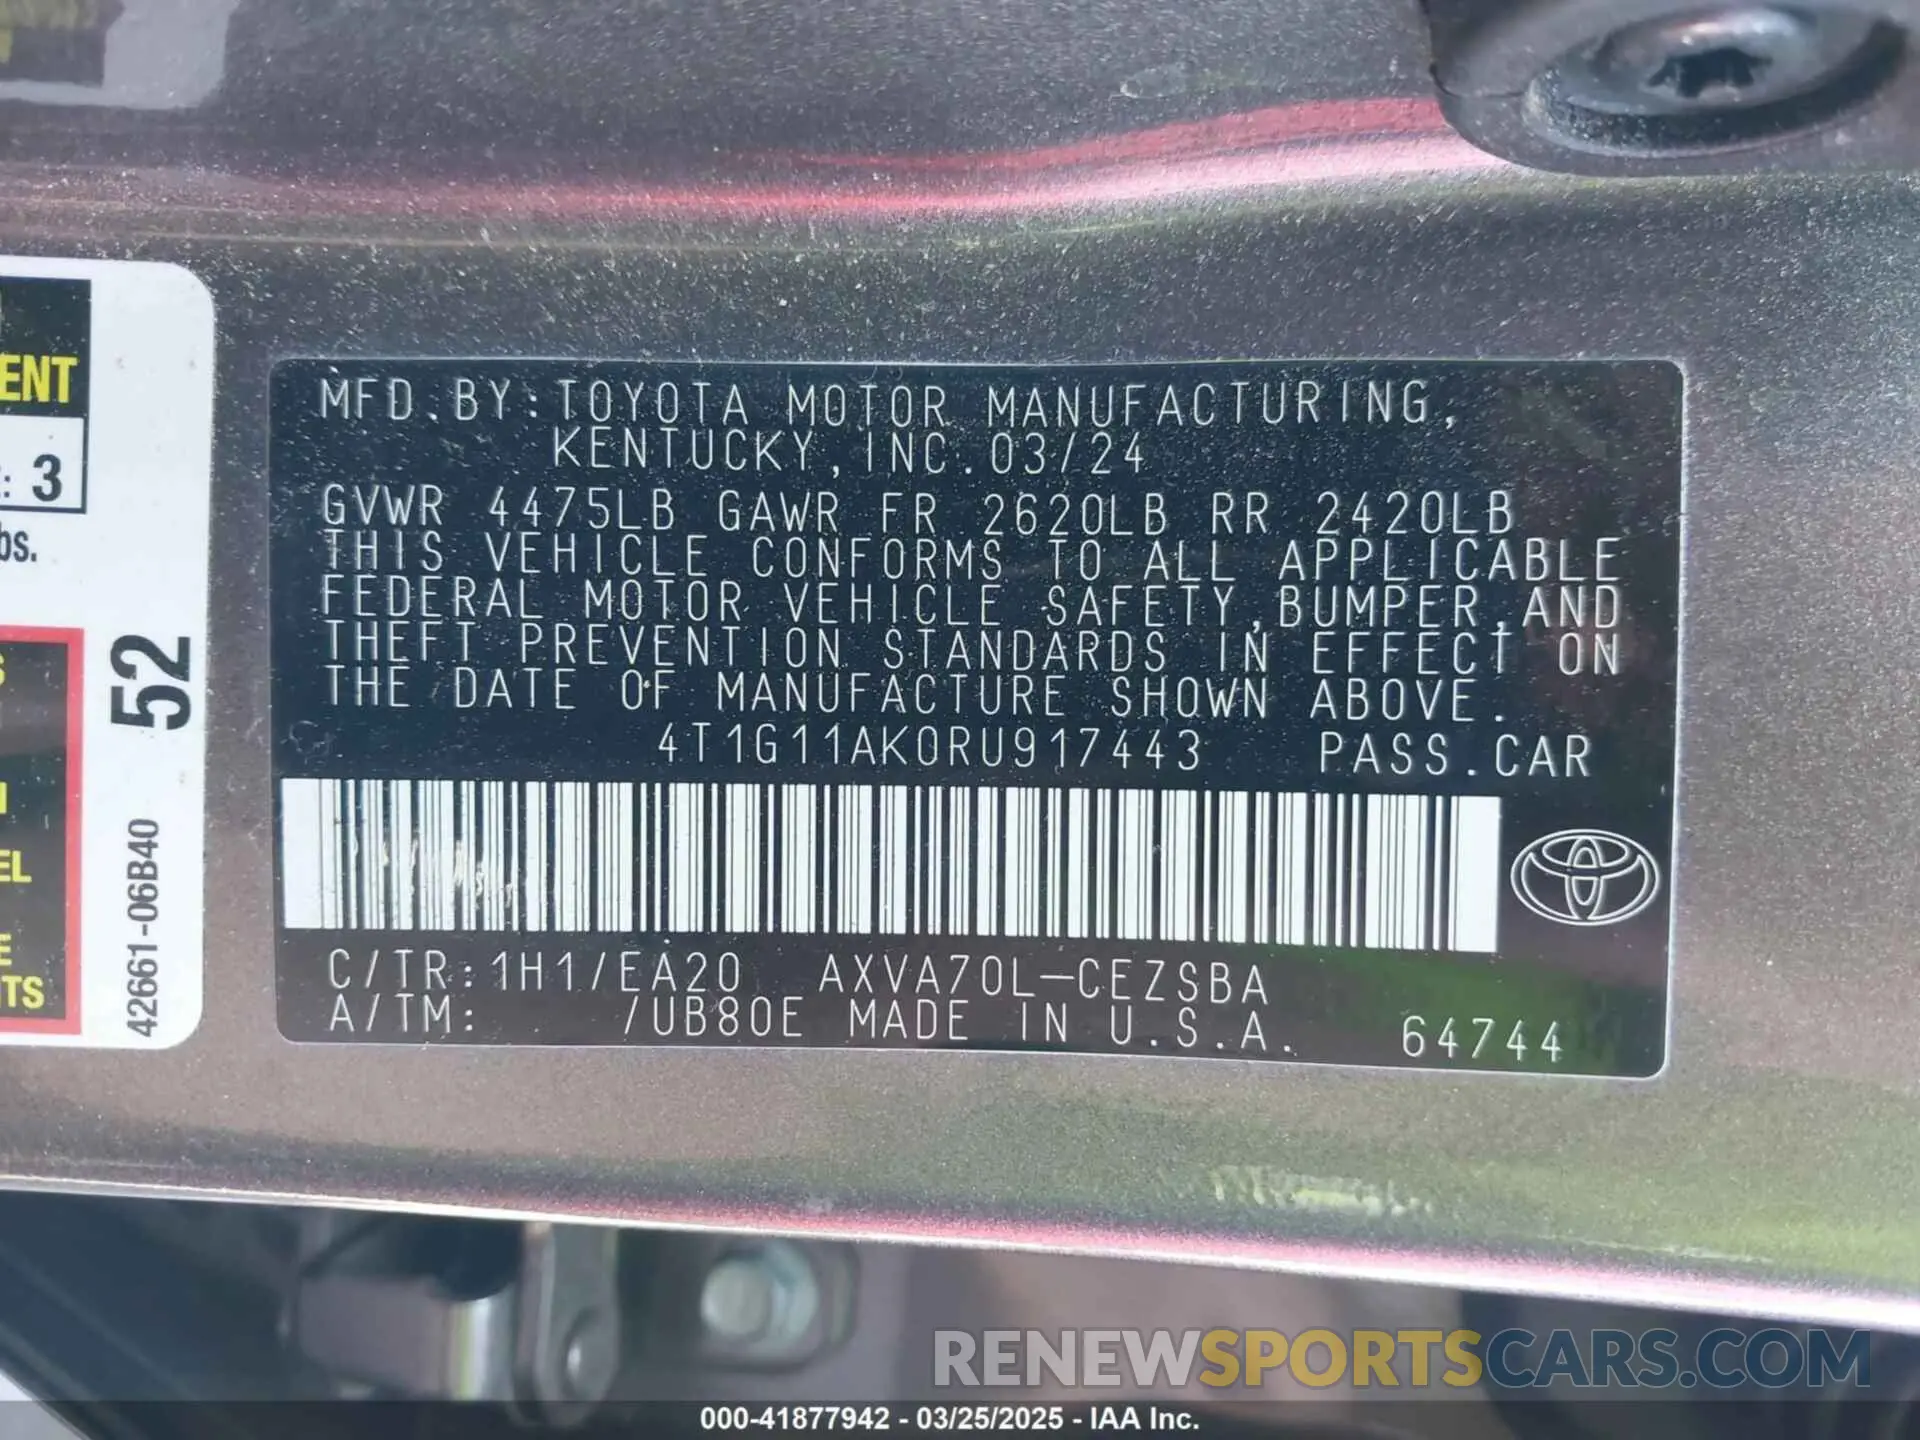 ENT
: 3
bs.
52
42661-06B40
S
EL
E
TS
MFD.BY:TOYOTA MOTOR MANUFACTURING,
KENTUCKY,INC.03/24
GVWR 4475LB GAWR FR 2620LB RR 2420LB
THIS VEHICLE CONFORMS TO ALL APPLICABLE
FEDERAL MOTOR VEHICLE SAFETY,BUMPER,AND
THEFT PREVENTION STANDARDS IN EFFECT ON
THE DATE OF MANUFACTURE SHOWN ABOVE.
4T1G11AK0RU917443 PASS.CAR
C/TR:1H1/EA20 AXVA70L-CEZSBA
A/TM: /UB80E MADE IN U.S.A. 64744
RENEWSPORTSCARS.COM
000-41877942 - 03/25/2025 - IAA Inc.